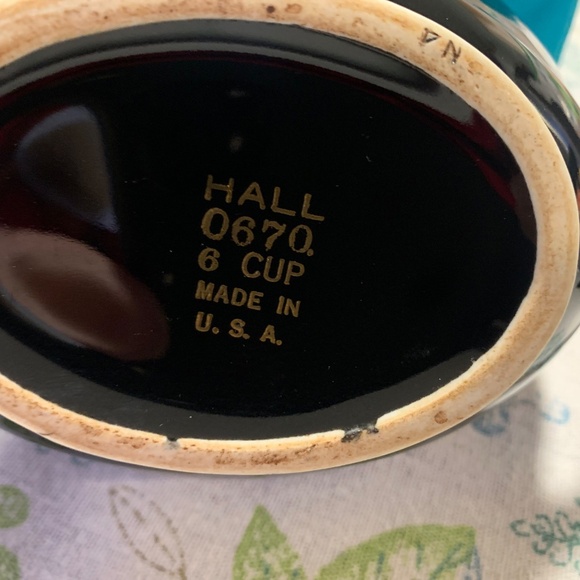 HALL
0670.
6 CUP
MADE IN
U. S. A.